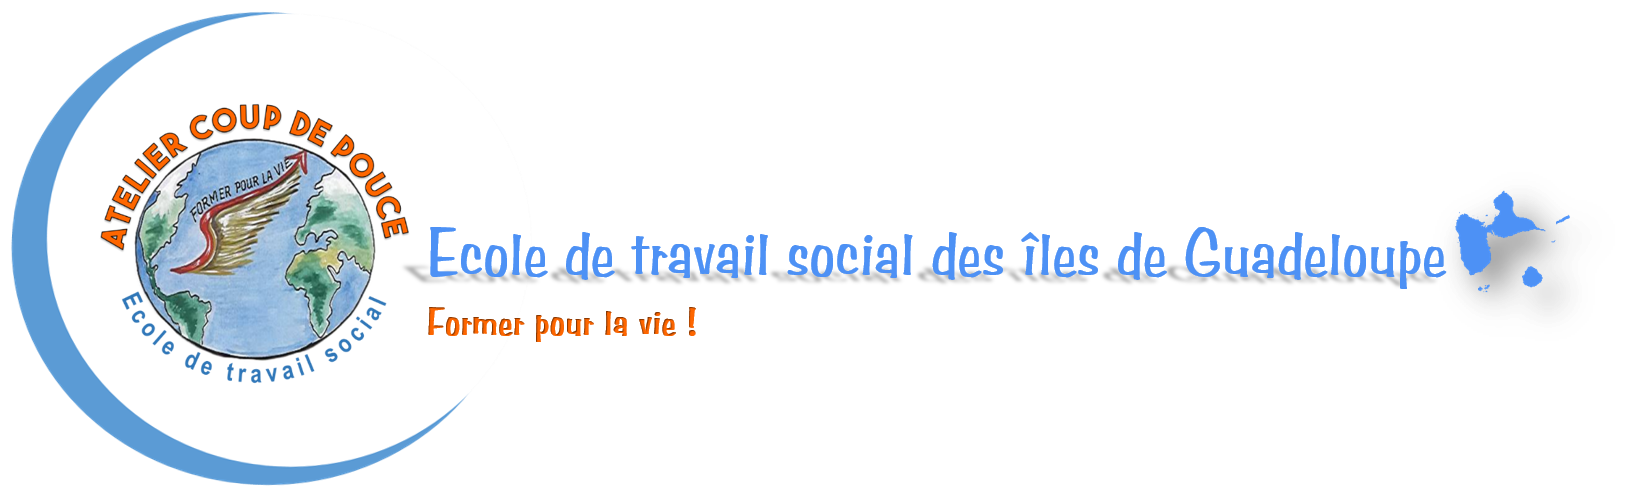 ATELIER COUP DE POUCE
FORMER POUR LA VIE
Ecole de travail social
Ecole de travail social des îles de Guadeloupe
Former pour la vie !